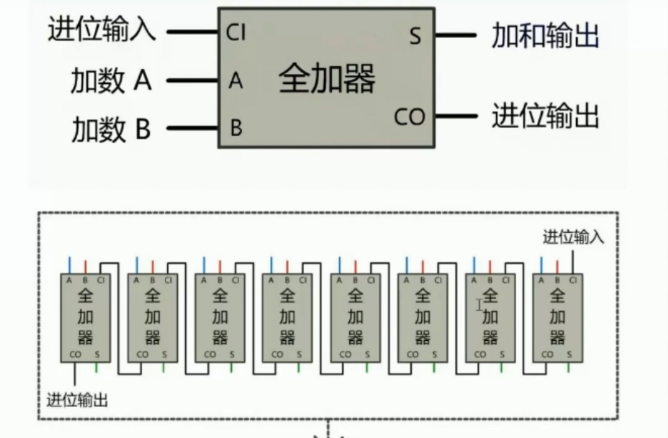 进位输入 CI S 加和输出
加数 A A 全加器
加数 B B CO 进位输出
进位输入
A B CI A B CI A B CI A B CI A B CI A B CI A B CI A B CI
全加器 全加器 全加器 全加器 全加器 全加器 全加器 全加器
CO S CO S CO S CO S CO S CO S CO S CO S
进位输出